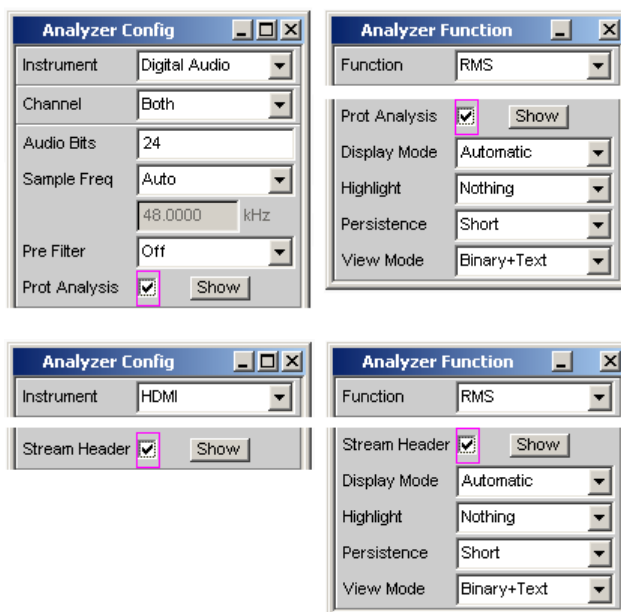 Analyzer Config
Instrument Digital Audio
Channel Both
Audio Bits 24
Sample Freq Auto
48.0000 kHz
Pre Filter Off
Prot Analysis Show
Analyzer Function
Function RMS
Prot Analysis Show
Display Mode Automatic
Highlight Nothing
Persistence Short
View Mode Binary+Text
Analyzer Config
Instrument HDMI
Stream Header Show
Analyzer Function
Function RMS
Stream Header Show
Display Mode Automatic
Highlight Nothing
Persistence Short
View Mode Binary+Text